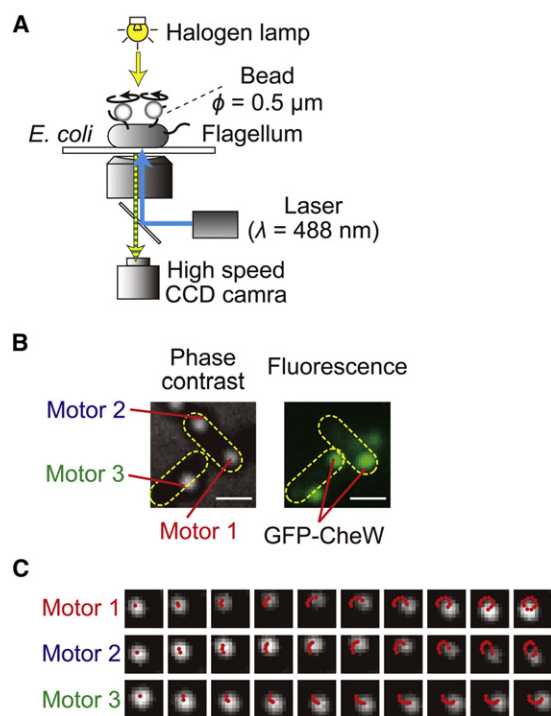 A
Halogen lamp
Bead
ϕ = 0.5 μm
E. coli
Flagellum
Laser
(λ = 488 nm)
High speed
CCD camra
B
Phase
contrast
Fluorescence
Motor 2
Motor 3
Motor 1
GFP-CheW
C
Motor 1
Motor 2
Motor 3